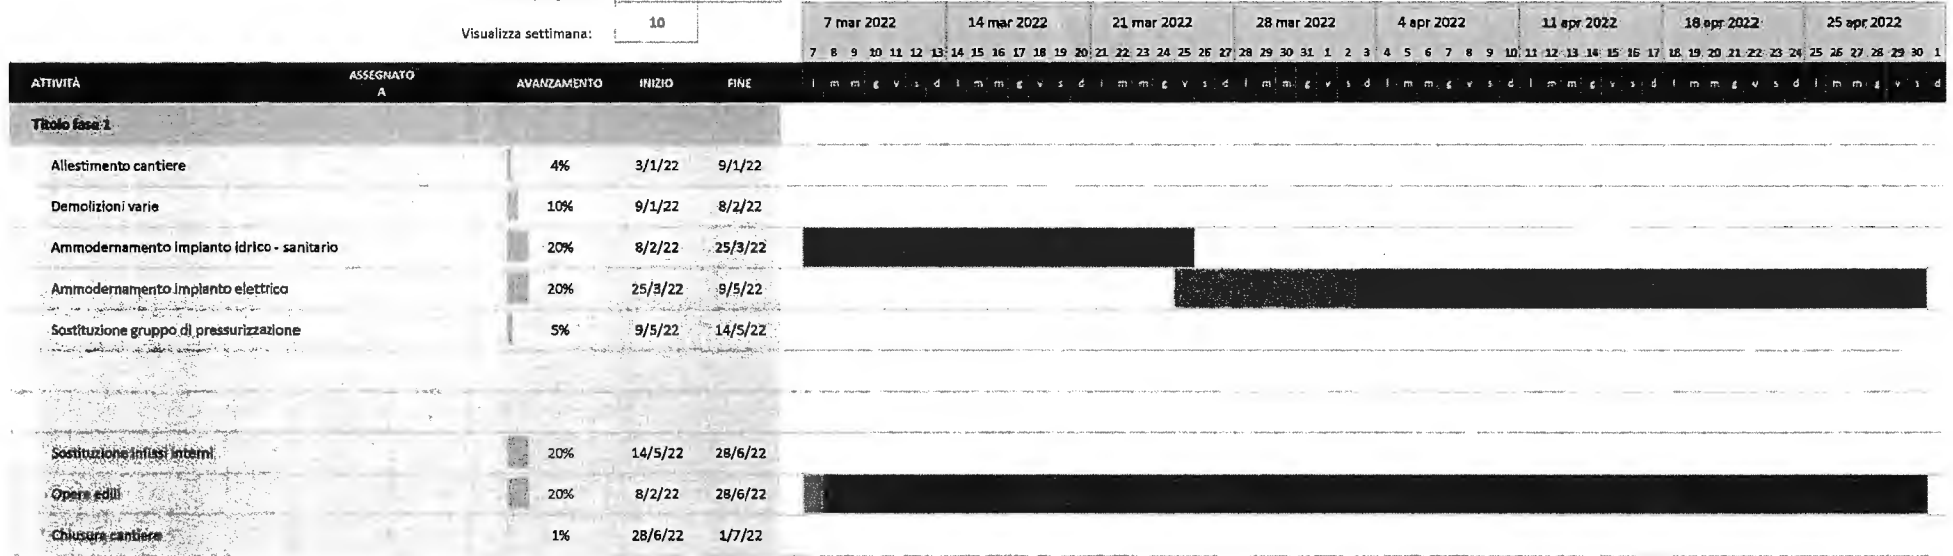 Visualizza settimana: 10
7 mar 2022 14 mar 2022 21 mar 2022 28 mar 2022 4 apr 2022 11 apr 2022 18 apr 2022 25 apr 2022
7 8 9 10 11 12 13 14 15 16 17 18 19 20 21 22 23 24 25 26 27 28 29 30 31 1 2 3 4 5 6 7 8 9 10 11 12 13 14 15 16 17 18 19 20 21 22 23 24 25 26 27 28 29 30 1
ATTIVITÀ ASSEGNATO A AVANZAMENTO INIZIO FINE l m m g v s d l m m g v s d l m m g v s d l m m g v s d l m m g v s d l m m g v s d l m m g v s d l m m g v s d
Titolo fase 1
Allestimento cantiere 4% 3/1/22 9/1/22
Demolizioni varie 10% 9/1/22 8/2/22
Ammodernamento impianto idrico - sanitario 20% 8/2/22 25/3/22
Ammodernamento impianto elettrico 20% 25/3/22 9/5/22
Sostituzione gruppo di pressurizzazione 5% 9/5/22 14/5/22
Sostituzione infissi interni 20% 14/5/22 28/6/22
Opere edili 20% 8/2/22 28/6/22
Chiusura cantiere 1% 28/6/22 1/7/22